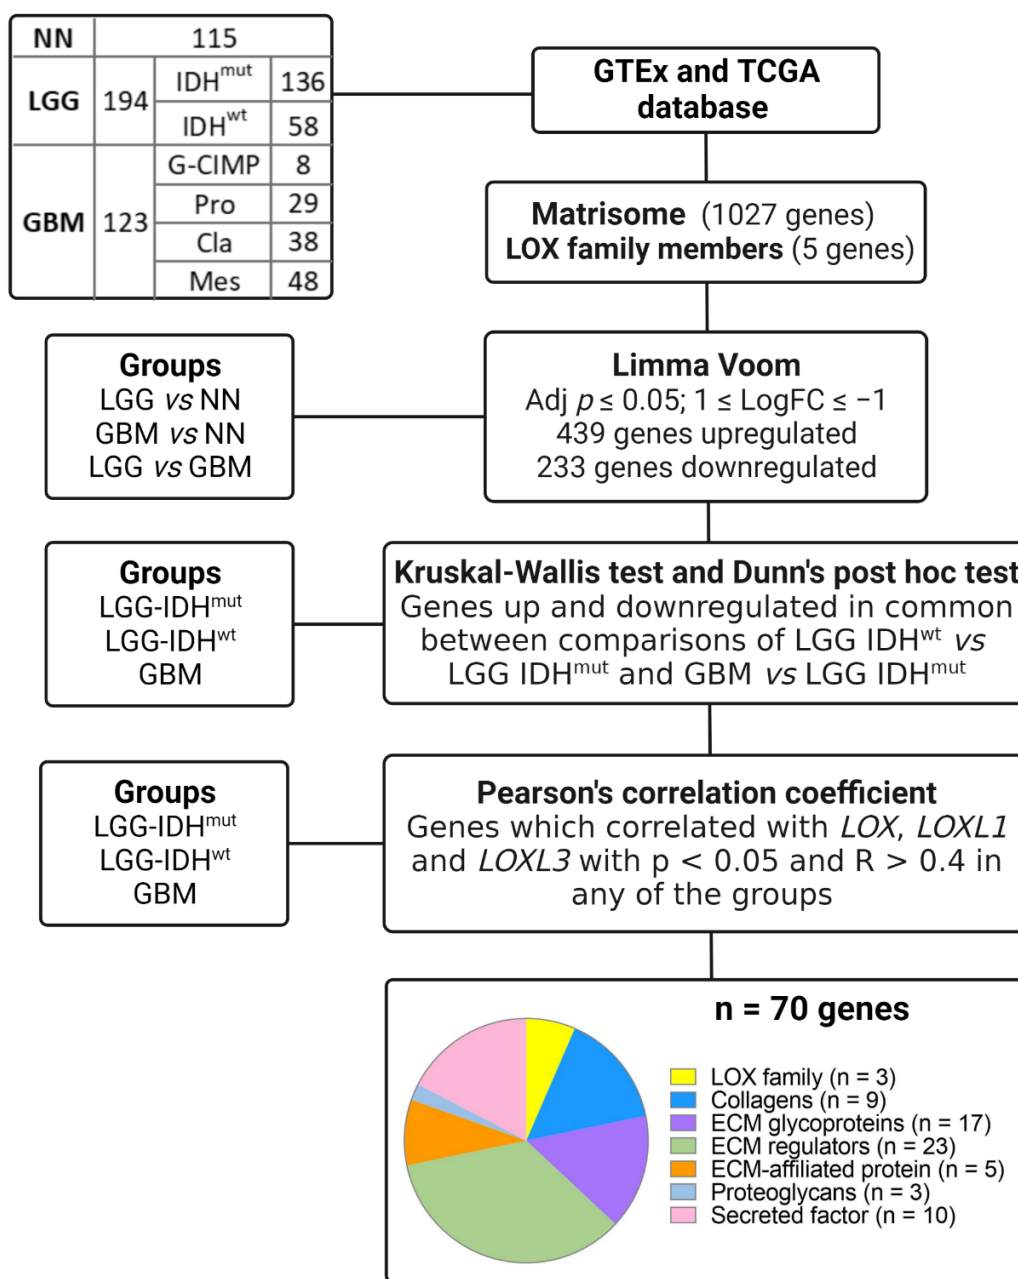 NN 115
LGG 194 IDHmut 136
IDHwt 58
GBM 123 G-CIMP 8
Pro 29
Cla 38
Mes 48
GTEx and TCGA
database
Matrisome (1027 genes)
LOX family members (5 genes)
Groups
LGG vs NN
GBM vs NN
LGG vs GBM
Limma Voom
Adj p ≤ 0.05; 1 ≤ LogFC ≤ −1
439 genes upregulated
233 genes downregulated
Groups
LGG-IDHmut
LGG-IDHwt
GBM
Kruskal-Wallis test and Dunn's post hoc test
Genes up and downregulated in common
between comparisons of LGG IDHwt vs
LGG IDHmut and GBM vs LGG IDHmut
Groups
LGG-IDHmut
LGG-IDHwt
GBM
Pearson's correlation coefficient
Genes which correlated with LOX, LOXL1
and LOXL3 with p < 0.05 and R > 0.4 in
any of the groups
n = 70 genes
LOX family (n = 3)
Collagens (n = 9)
ECM glycoproteins (n = 17)
ECM regulators (n = 23)
ECM-affiliated protein (n = 5)
Proteoglycans (n = 3)
Secreted factor (n = 10)